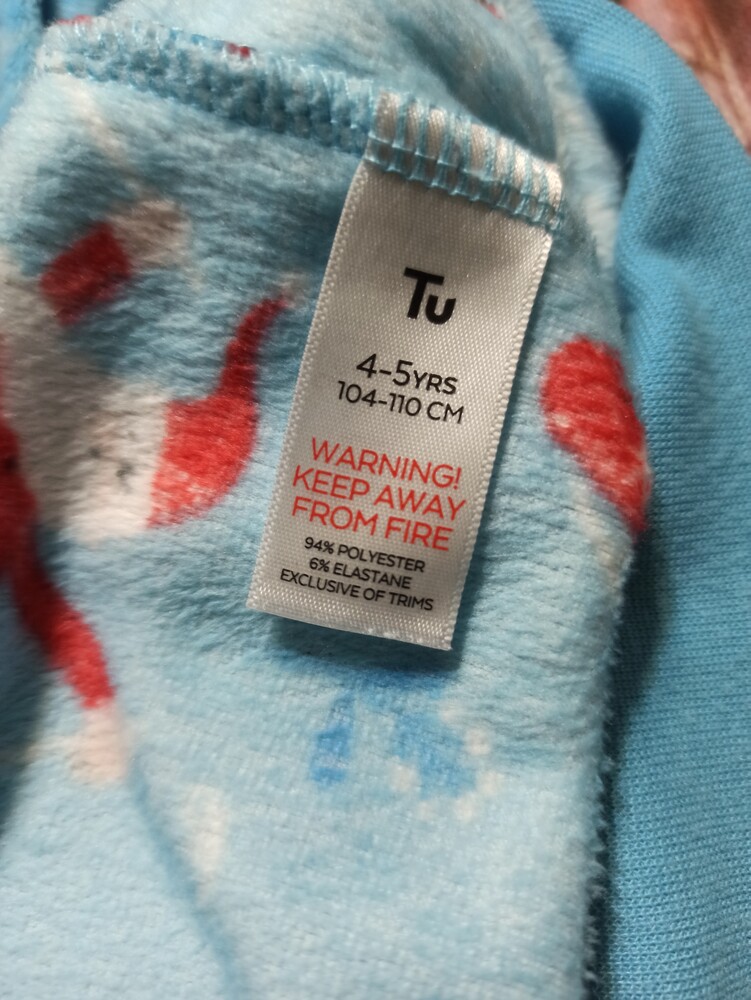 Tu
4-5YRS
104-110 CM
WARNING!
KEEP AWAY
FROM FIRE
94% POLYESTER
6% ELASTANE
EXCLUSIVE OF TRIMS